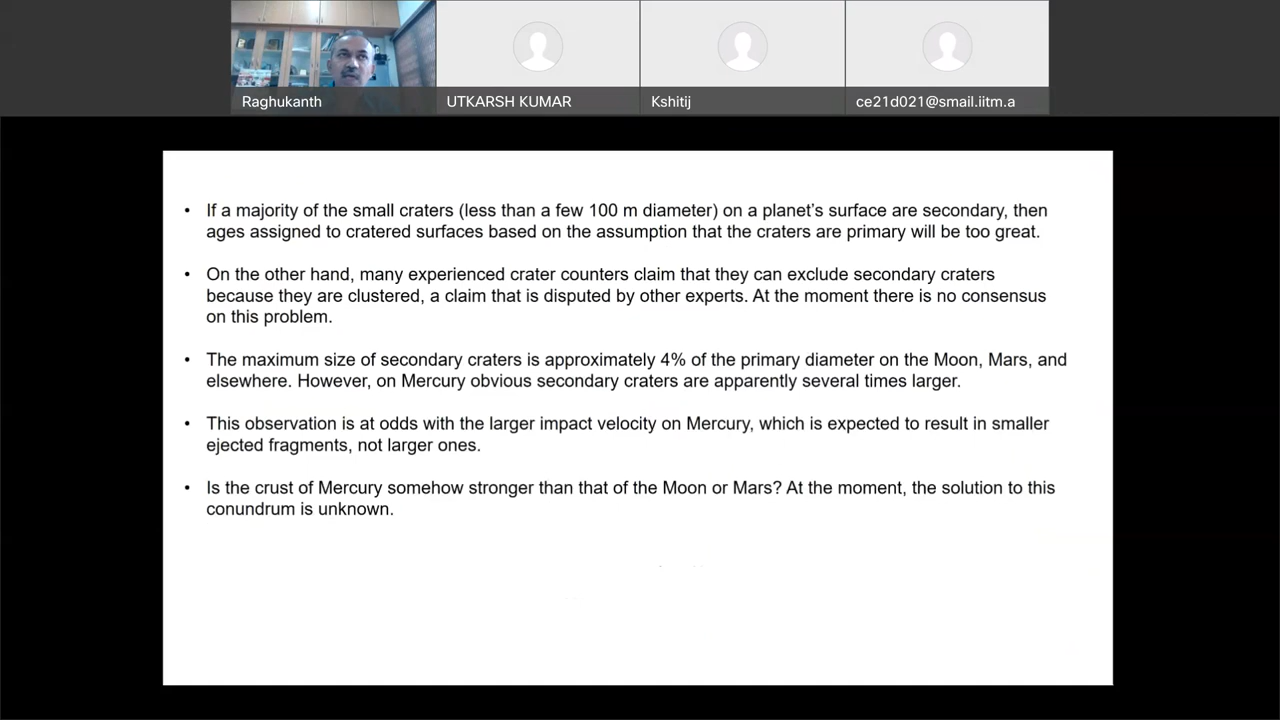 Raghukanth
UTKARSH KUMAR
Kshitij
ce21d021@smail.iitm.a
• If a majority of the small craters (less than a few 100 m diameter) on a planet's surface are secondary, then
ages assigned to cratered surfaces based on the assumption that the craters are primary will be too great.
• On the other hand, many experienced crater counters claim that they can exclude secondary craters
because they are clustered, a claim that is disputed by other experts. At the moment there is no consensus
on this problem.
• The maximum size of secondary craters is approximately 4% of the primary diameter on the Moon, Mars, and
elsewhere. However, on Mercury obvious secondary craters are apparently several times larger.
• This observation is at odds with the larger impact velocity on Mercury, which is expected to result in smaller
ejected fragments, not larger ones.
• Is the crust of Mercury somehow stronger than that of the Moon or Mars? At the moment, the solution to this
conundrum is unknown.